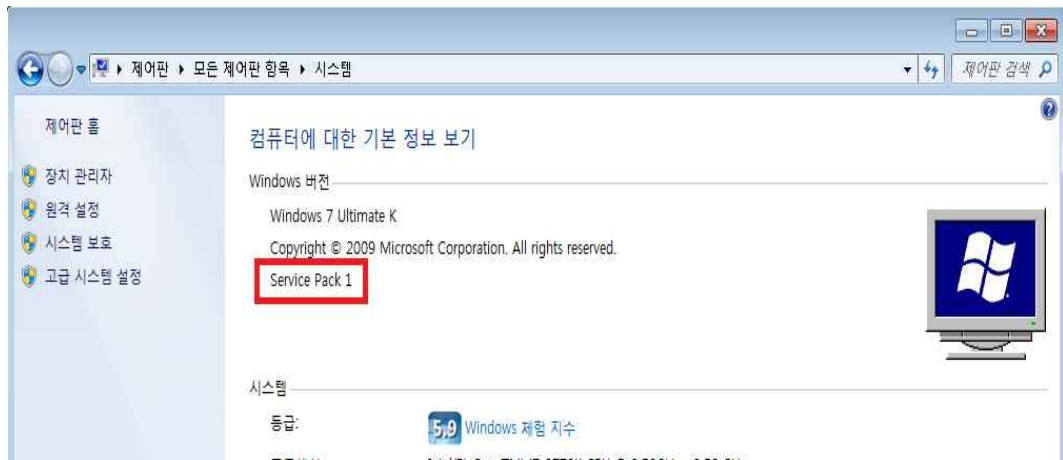 제어판 ▸ 모든 제어판 항목 ▸ 시스템
제어판 검색
제어판 홈
장치 관리자
원격 설정
시스템 보호
고급 시스템 설정
컴퓨터에 대한 기본 정보 보기
Windows 버전
Windows 7 Ultimate K
Copyright © 2009 Microsoft Corporation. All rights reserved.
Service Pack 1
시스템
등급:
5,9 Windows 체험 지수